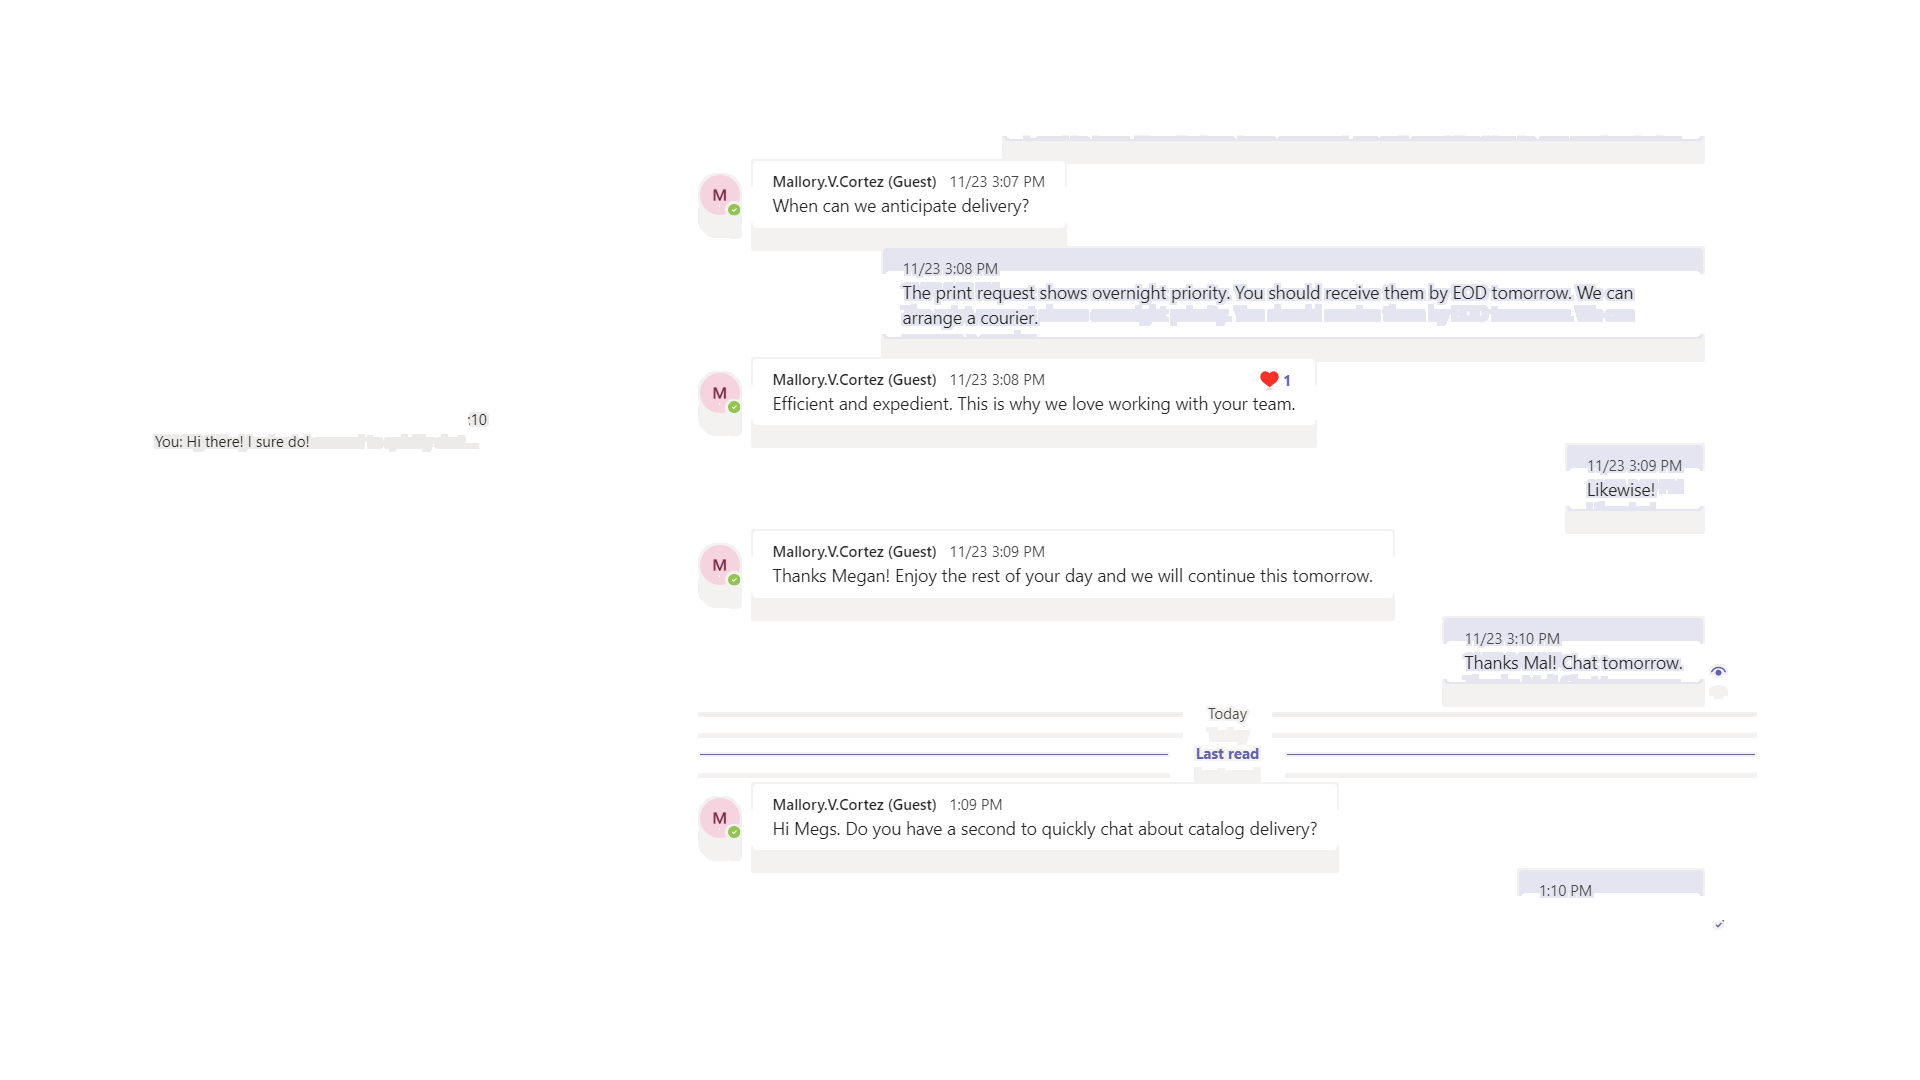 Mallory.V.Cortez (Guest) 11/23 3:07 PM
When can we anticipate delivery?
11/23 3:08 PM
The print request shows overnight priority. You should receive them by EOD tomorrow. We can
arrange a courier.
Mallory.V.Cortez (Guest) 11/23 3:08 PM 1
Efficient and expedient. This is why we love working with your team.
:10
You: Hi there! I sure do!
11/23 3:09 PM
Likewise!
Mallory.V.Cortez (Guest) 11/23 3:09 PM
Thanks Megan! Enjoy the rest of your day and we will continue this tomorrow.
11/23 3:10 PM
Thanks Mal! Chat tomorrow.
Today
Last read
Mallory.V.Cortez (Guest) 1:09 PM
Hi Megs. Do you have a second to quickly chat about catalog delivery?
1:10 PM
M
M
M
M